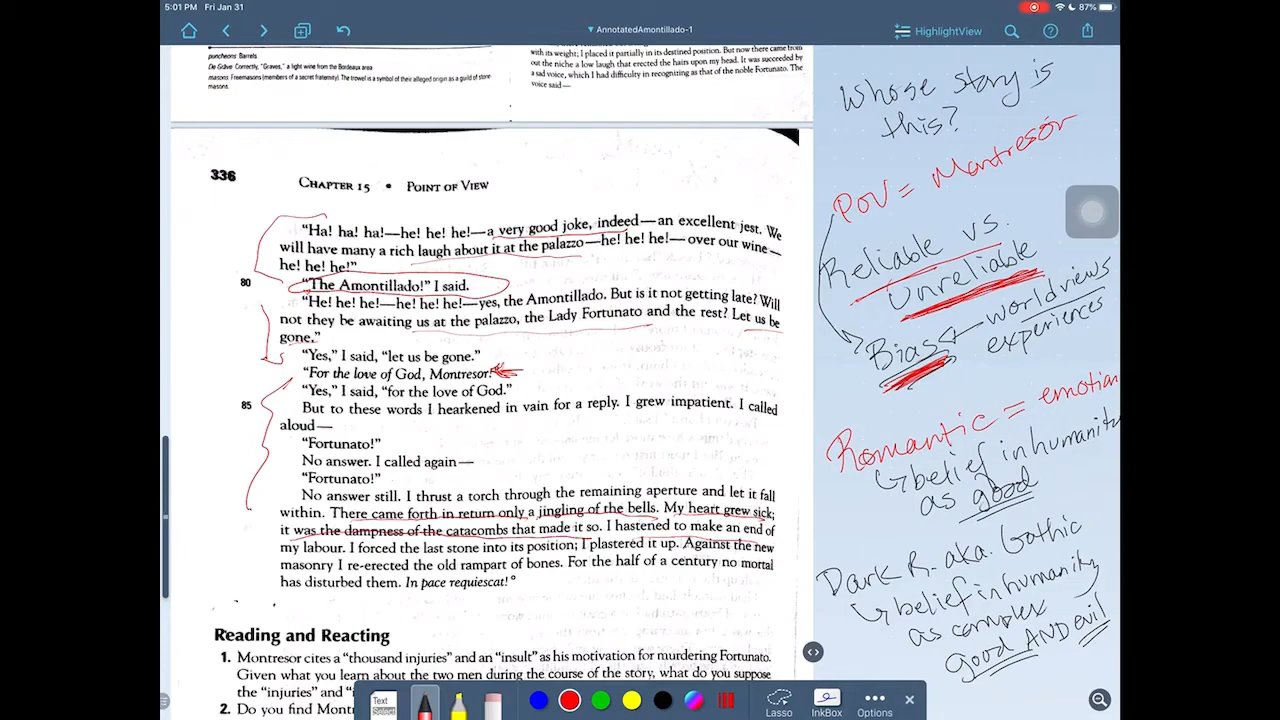 5:01 PM Fri Jan 31
87%
AnnotatedAmontillado-1
HighlightView
puncheons Barrels
De Grâve Correctly, "Graves," a light wine from the Bordeaux area
masons Freemasons (members of a secret fraternity) The trowel is a symbol of their alleged origin as a guild of stone
masons.
with its weight; I placed it partially in its destined position. But now there came from
out the niche a low laugh that erected the hairs upon my head. It was succeeded by
a sad voice, which I had difficulty in recognizing as that of the noble Fortunato. The
voice said—
336
CHAPTER 15 • POINT OF VIEW
"Ha! ha! ha!—he! he! he!—a very good joke, indeed—an excellent jest. We
will have many a rich laugh about it at the palazzo—he! he! he!—over our wine—
he! he! he!"
80 "The Amontillado!" I said.
"He! he! he!—he! he! he!—yes, the Amontillado. But is it not getting late? Will
not they be awaiting us at the palazzo, the Lady Fortunato and the rest? Let us be
gone."
"Yes," I said, "let us be gone."
"For the love of God, Montresor!"
85 "Yes," I said, "for the love of God."
But to these words I hearkened in vain for a reply. I grew impatient. I called
aloud—
"Fortunato!"
No answer. I called again—
"Fortunato!"
No answer still. I thrust a torch through the remaining aperture and let it fall
within. There came forth in return only a jingling of the bells. My heart grew sick;
it was the dampness of the catacombs that made it so. I hastened to make an end of
my labour. I forced the last stone into its position; I plastered it up. Against the new
masonry I re-erected the old rampart of bones. For the half of a century no mortal
has disturbed them. In pace requiescat!°
Reading and Reacting
1. Montresor cites a "thousand injuries" and an "insult" as his motivation for murdering Fortunato.
Given what you learn about the two men during the course of the story, what do you suppose
the "injuries" and
2. Do you find
Whose story is
this?
POV = Montresor
Reliable vs.
Unreliable
Bias worldviews
experiences
Romantic = emotion
belief in humanity
as good
Dark R. aka. Gothic
belief in humanity
as complex
good AND evil
Text
Lasso
InkBox
Options